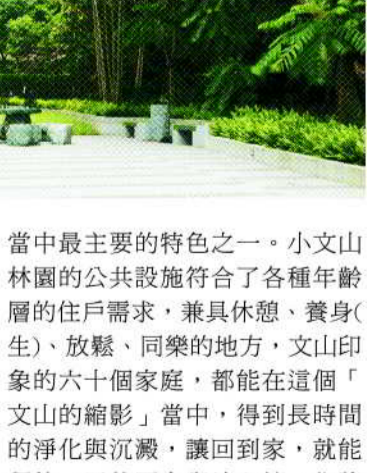 當中最主要的特色之一。小文山
林園的公共設施符合了各種年齡
層的住戶需求，兼具休憩、養身(
生)、放鬆、同樂的地方，文山印
象的六十個家庭，都能在這個「
文山的縮影」當中，得到長時間
的淨化與沉澱，讓回到家，就能